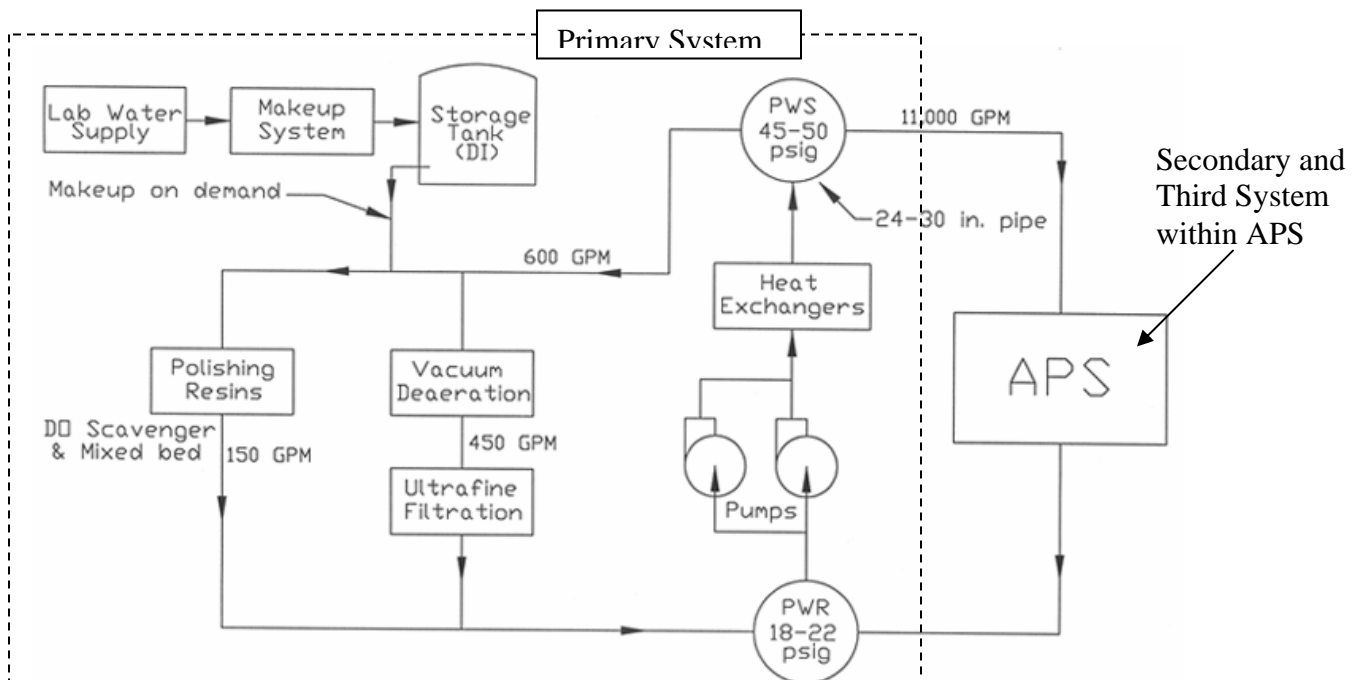 Primary System
Lab Water
Supply
Makeup
System
Storage
Tank
(DI)
PWS
45-50
psig
11,000 GPM
Secondary and
Third System
within APS
Makeup on demand
24-30 in. pipe
600 GPM
Heat
Exchangers
Polishing
Resins
Vacuum
Deaeration
APS
DO Scavenger
& Mixed bed
150 GPM
450 GPM
Ultrafine
Filtration
Pumps
PWR
18-22
psig